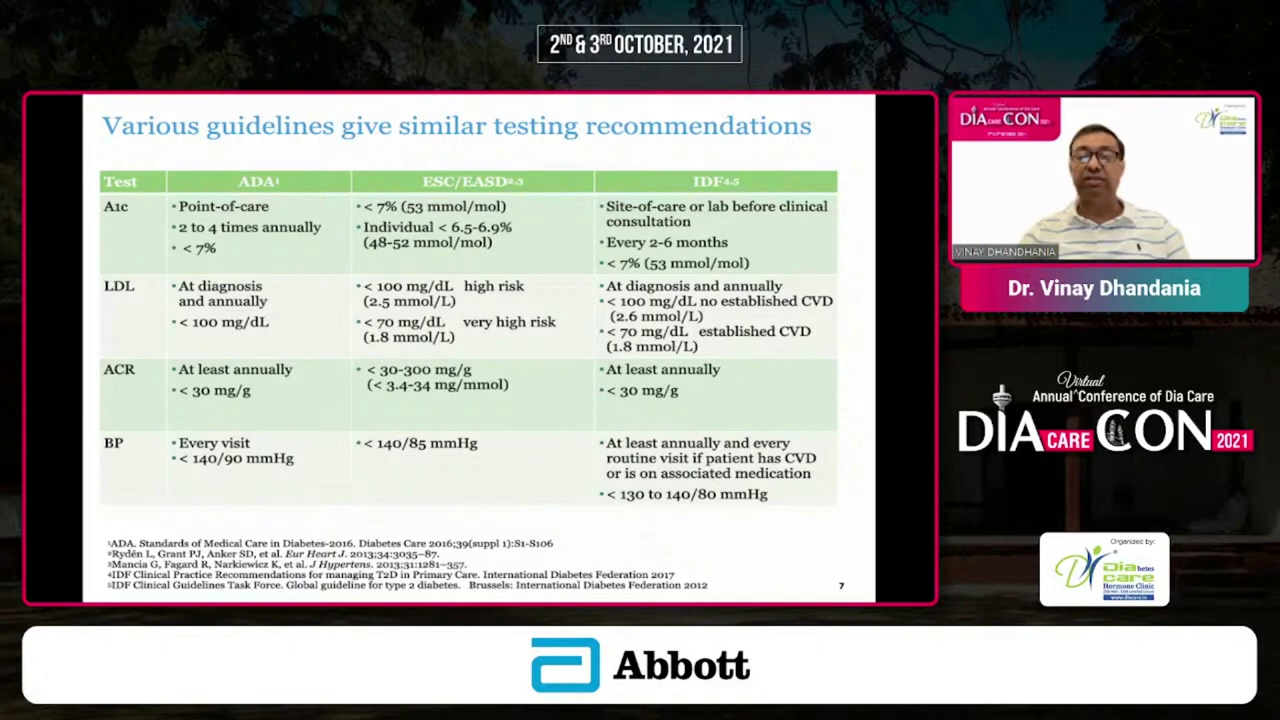 2ND & 3RD OCTOBER, 2021
Various guidelines give similar testing recommendations
Test ADA1 ESC/EASD2,3 IDF4,5
A1c
• Point-of-care
• 2 to 4 times annually
• < 7%
• < 7% (53 mmol/mol)
• Individual < 6.5-6.9%
(48-52 mmol/mol)
• Site-of-care or lab before clinical
consultation
• Every 2-6 months
• < 7% (53 mmol/mol)
LDL
• At diagnosis
and annually
• < 100 mg/dL
• < 100 mg/dL high risk
(2.5 mmol/L)
• < 70 mg/dL very high risk
(1.8 mmol/L)
• At diagnosis and annually
• < 100 mg/dL no established CVD
(2.6 mmol/L)
• < 70 mg/dL established CVD
(1.8 mmol/L)
ACR
• At least annually
• < 30 mg/g
• < 30-300 mg/g
(< 3.4-34 mg/mmol)
• At least annually
• < 30 mg/g
BP
• Every visit
• < 140/90 mmHg
• < 140/85 mmHg
• At least annually and every
routine visit if patient has CVD
or is on associated medication
• < 130 to 140/80 mmHg
1ADA. Standards of Medical Care in Diabetes-2016. Diabetes Care 2016;39(suppl 1):S1-S106
2Rydén L, Grant PJ, Anker SD, et al. Eur Heart J. 2013;34:3035–87.
3Mancia G, Fagard R, Narkiewicz K, et al. J Hypertens. 2013;31:1281–357.
4IDF Clinical Practice Recommendations for managing T2D in Primary Care. International Diabetes Federation 2017
5IDF Clinical Guidelines Task Force. Global guideline for type 2 diabetes. Brussels: International Diabetes Federation 2012
7
DIA CARE CON 2021
VINAY DHANDHANIA
Dr. Vinay Dhandania
Virtual
Annual Conference of Dia Care
DIA CARE CON 2021
Organized by:
Diabetes
care
Hormone Clinic
www.diacare.in
Abbott